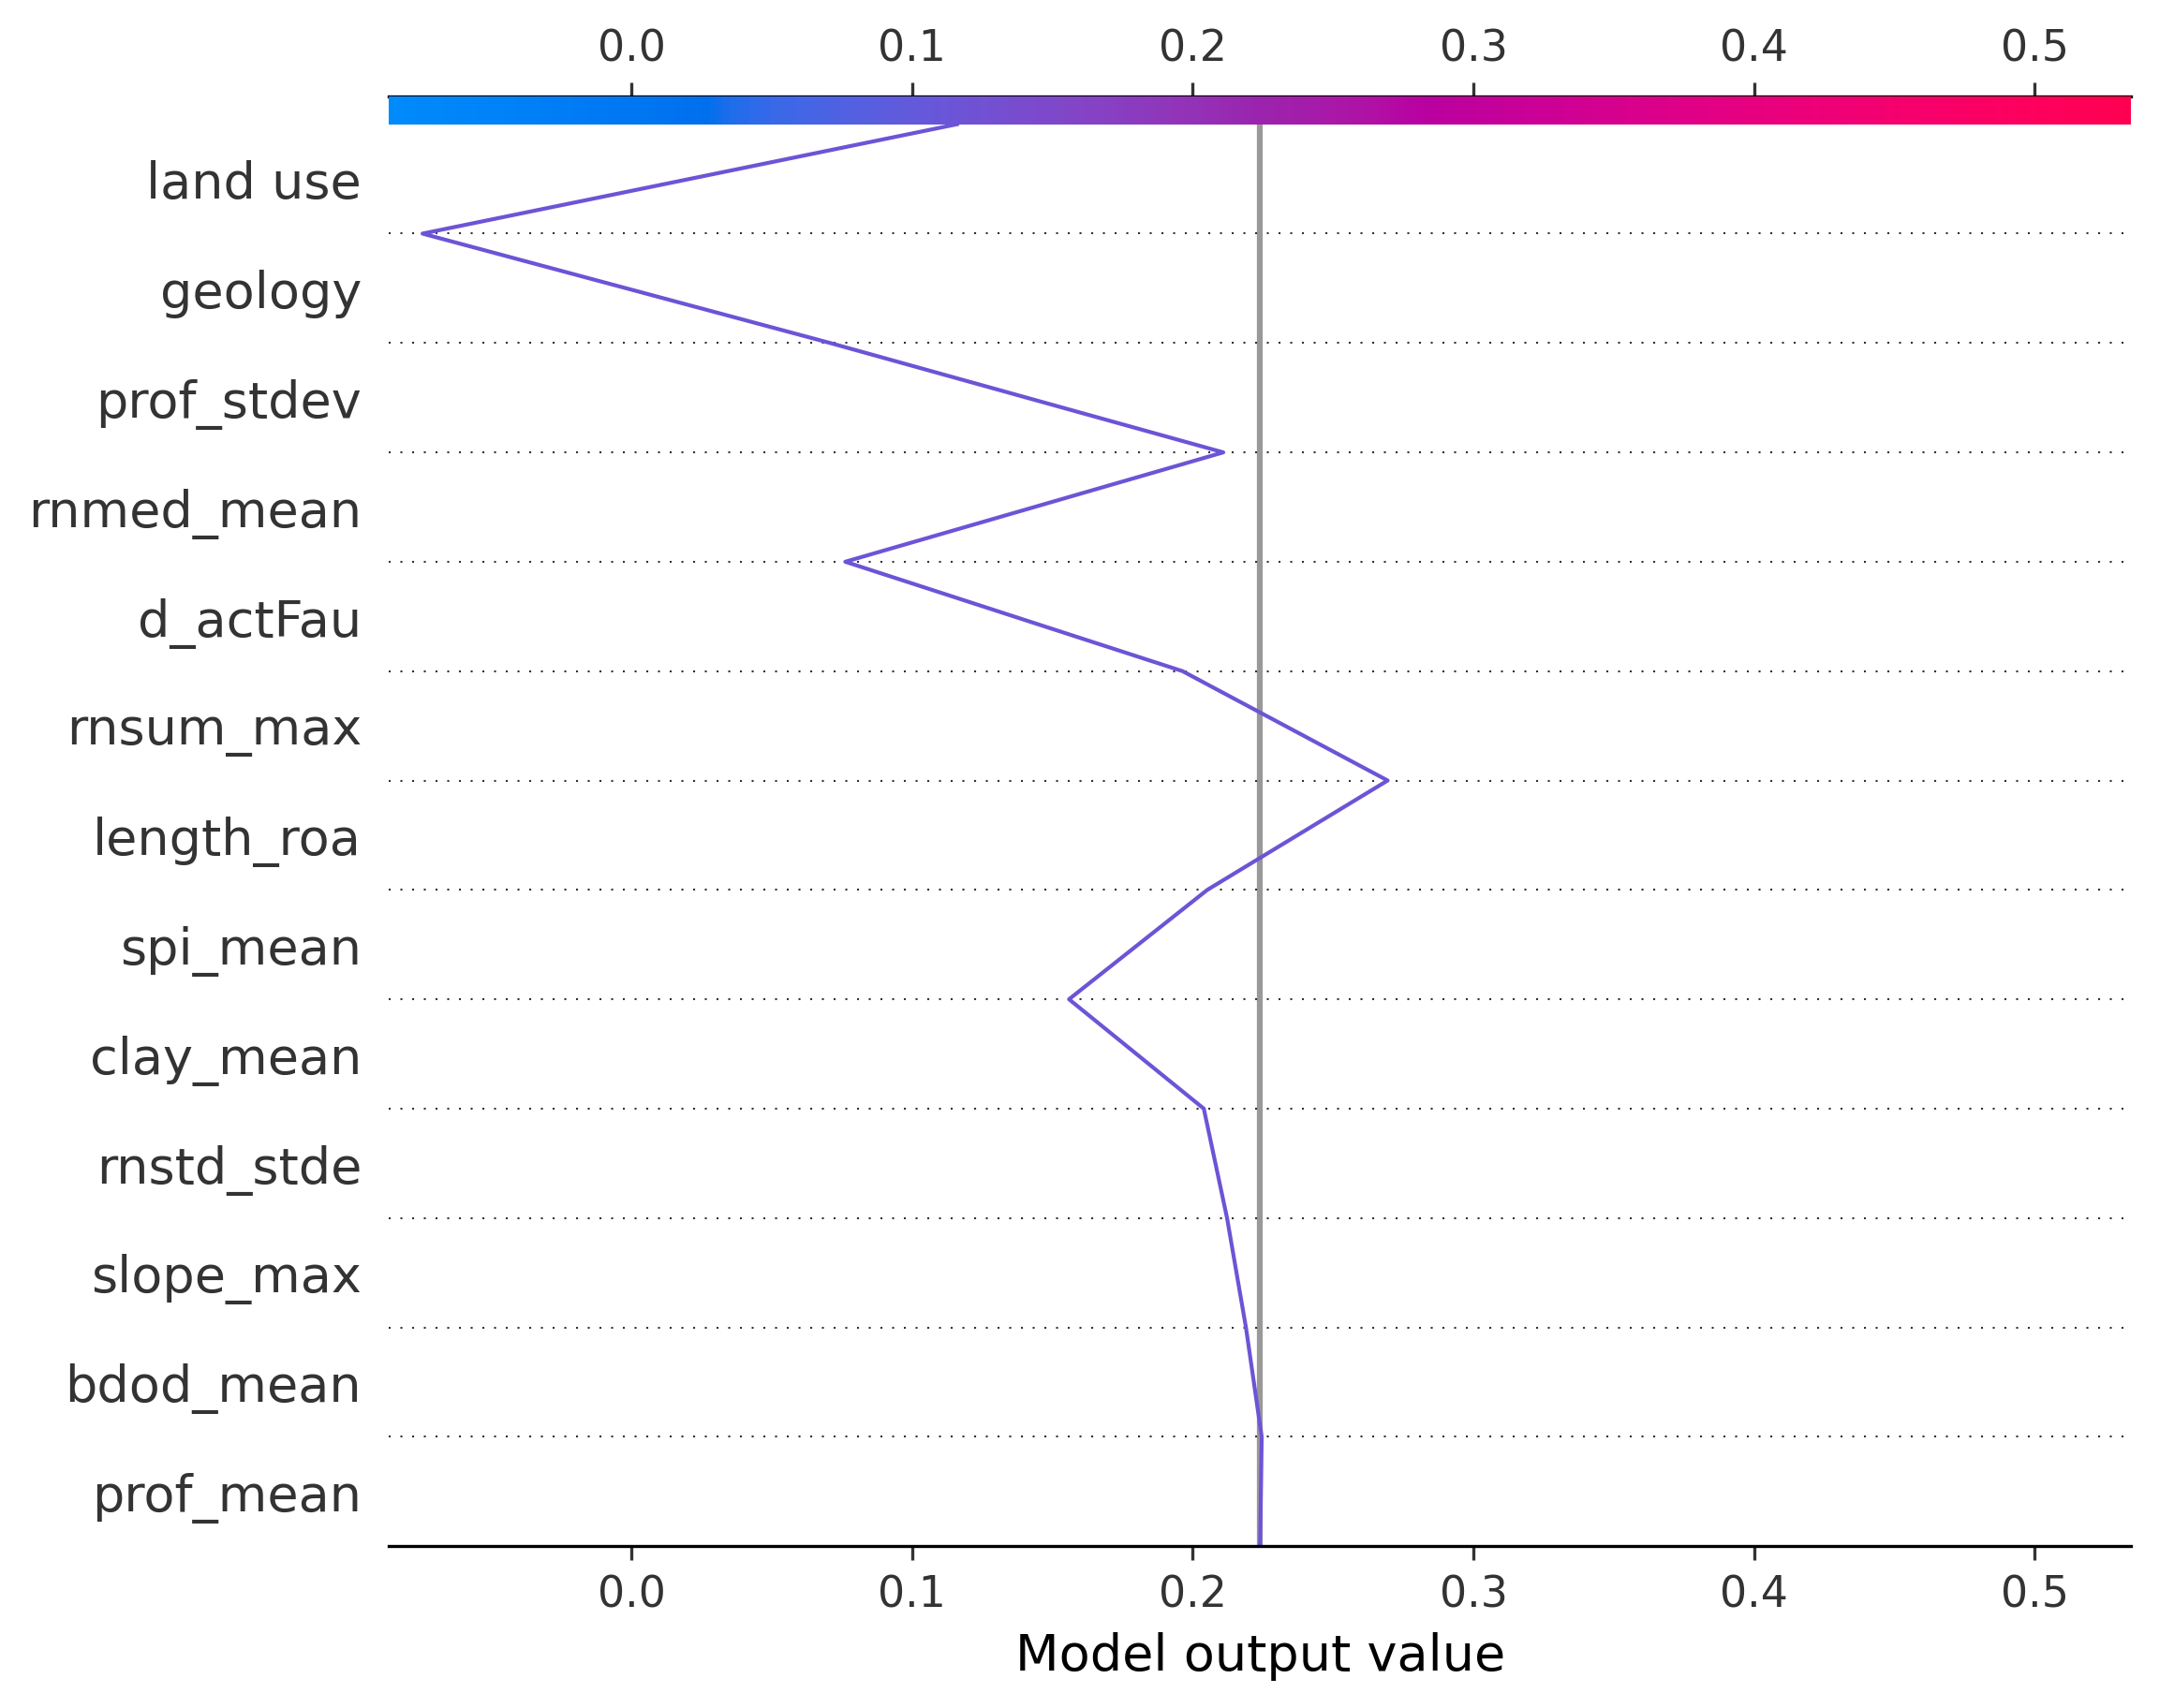 0.0 0.1 0.2 0.3 0.4 0.5
land use
geology
prof_stdev
rnmed_mean
d_actFau
rnsum_max
length_roa
spi_mean
clay_mean
rnstd_stde
slope_max
bdod_mean
prof_mean
0.0 0.1 0.2 0.3 0.4 0.5
Model output value